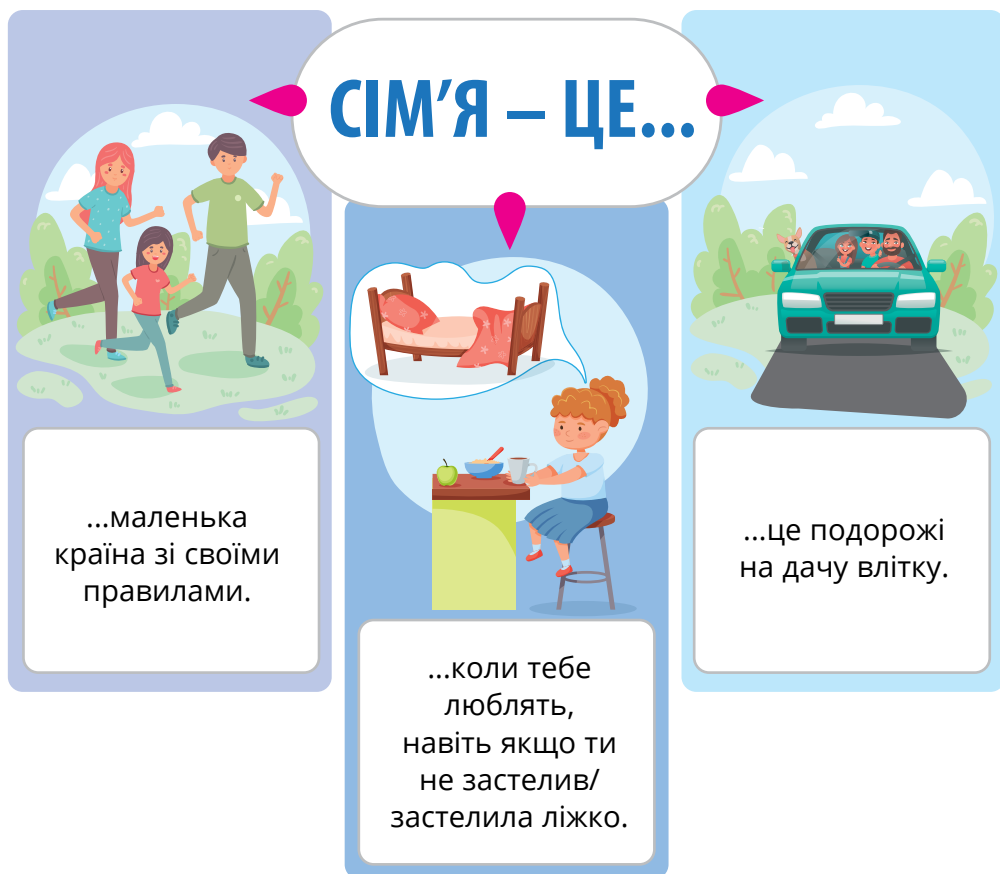 СІМ’Я – ЦЕ...
...маленька
країна зі своїми
правилами.
...коли тебе
люблять,
навіть якщо ти
не застелив/
застелила ліжко.
...це подорожі
на дачу влітку.